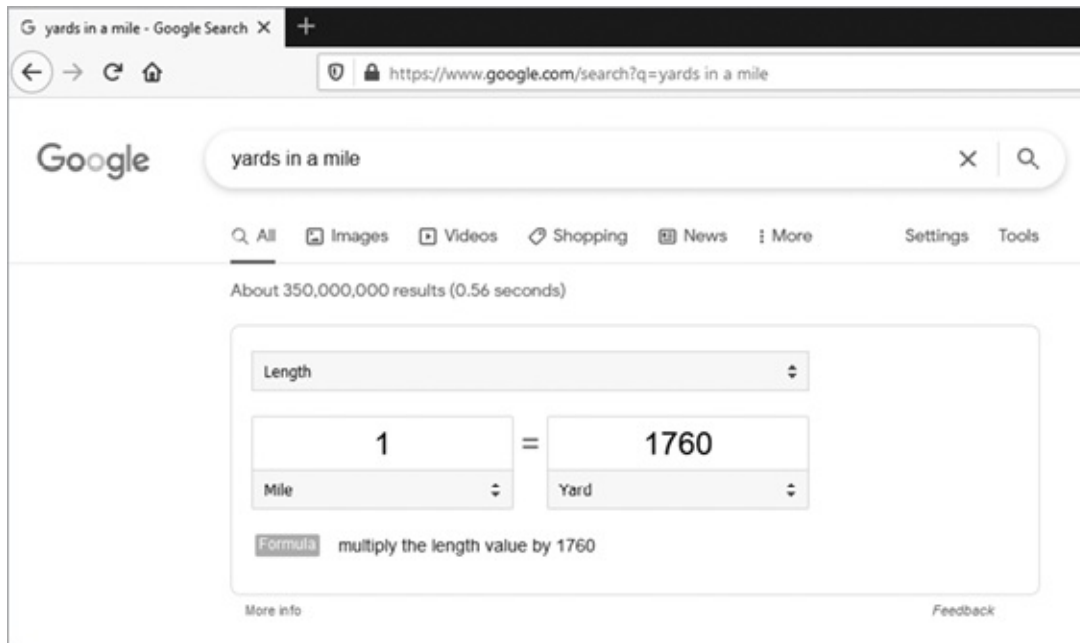 G yards in a mile - Google Search
https://www.google.com/search?q=yards in a mile
Google yards in a mile
All Images Videos Shopping News More Settings Tools
About 350,000,000 results (0.56 seconds)
Length
1 = 1760
Mile Yard
Formula multiply the length value by 1760
More info Feedback